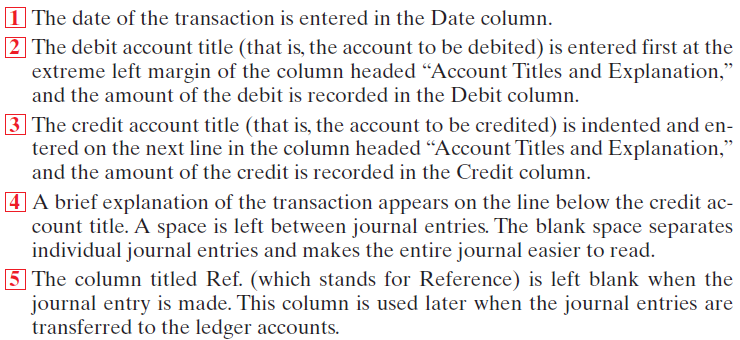 1 The date of the transaction is entered in the Date column.
2 The debit account title (that is, the account to be debited) is entered first at the
extreme left margin of the column headed “Account Titles and Explanation,”
and the amount of the debit is recorded in the Debit column.
3 The credit account title (that is, the account to be credited) is indented and en-
tered on the next line in the column headed “Account Titles and Explanation,”
and the amount of the credit is recorded in the Credit column.
4 A brief explanation of the transaction appears on the line below the credit ac-
count title. A space is left between journal entries. The blank space separates
individual journal entries and makes the entire journal easier to read.
5 The column titled Ref. (which stands for Reference) is left blank when the
journal entry is made. This column is used later when the journal entries are
transferred to the ledger accounts.